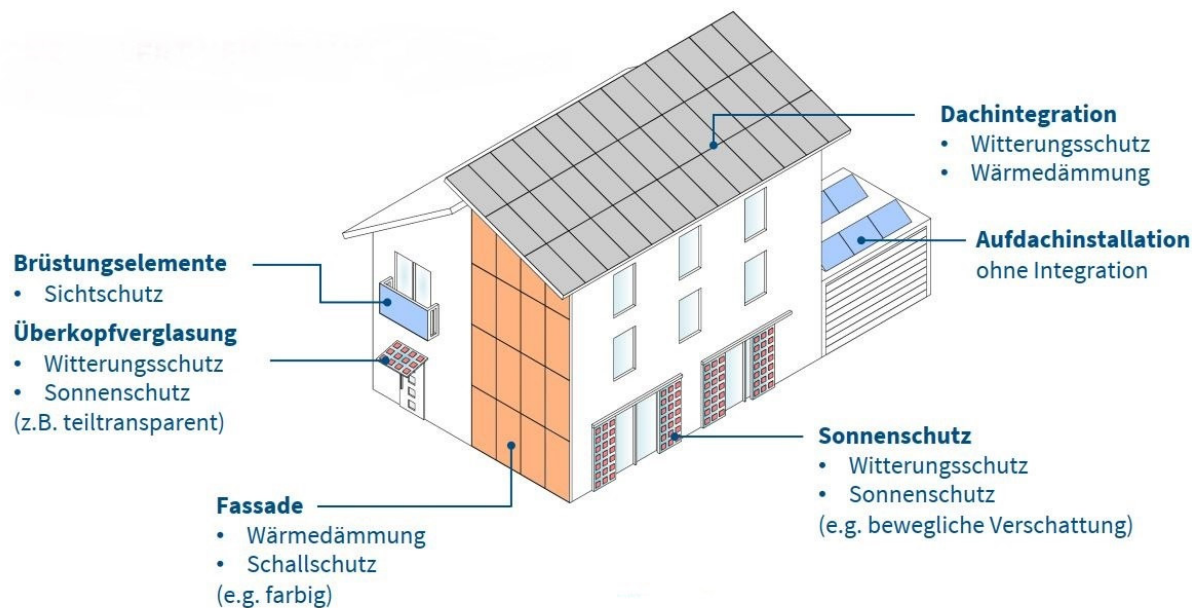 Dachintegration
• Witterungsschutz
• Wärmedämmung
Aufdachinstallation
ohne Integration
Brüstungselemente
• Sichtschutz
Überkopfverglasung
• Witterungsschutz
• Sonnenschutz
(z.B. teiltransparent)
Sonnenschutz
• Witterungsschutz
• Sonnenschutz
(e.g. bewegliche Verschattung)
Fassade
• Wärmedämmung
• Schallschutz
(e.g. farbig)